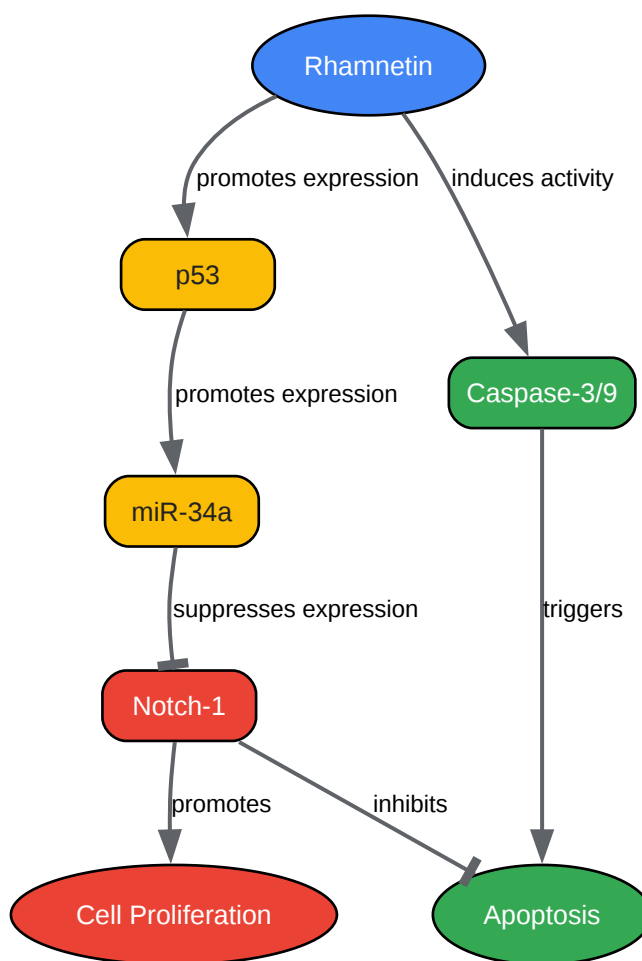 Rhamnetin
promotes expression
induces activity
p53
promotes expression
Caspase-3/9
miR-34a
suppresses expression
triggers
Notch-1
promotes
inhibits
Cell Proliferation
Apoptosis